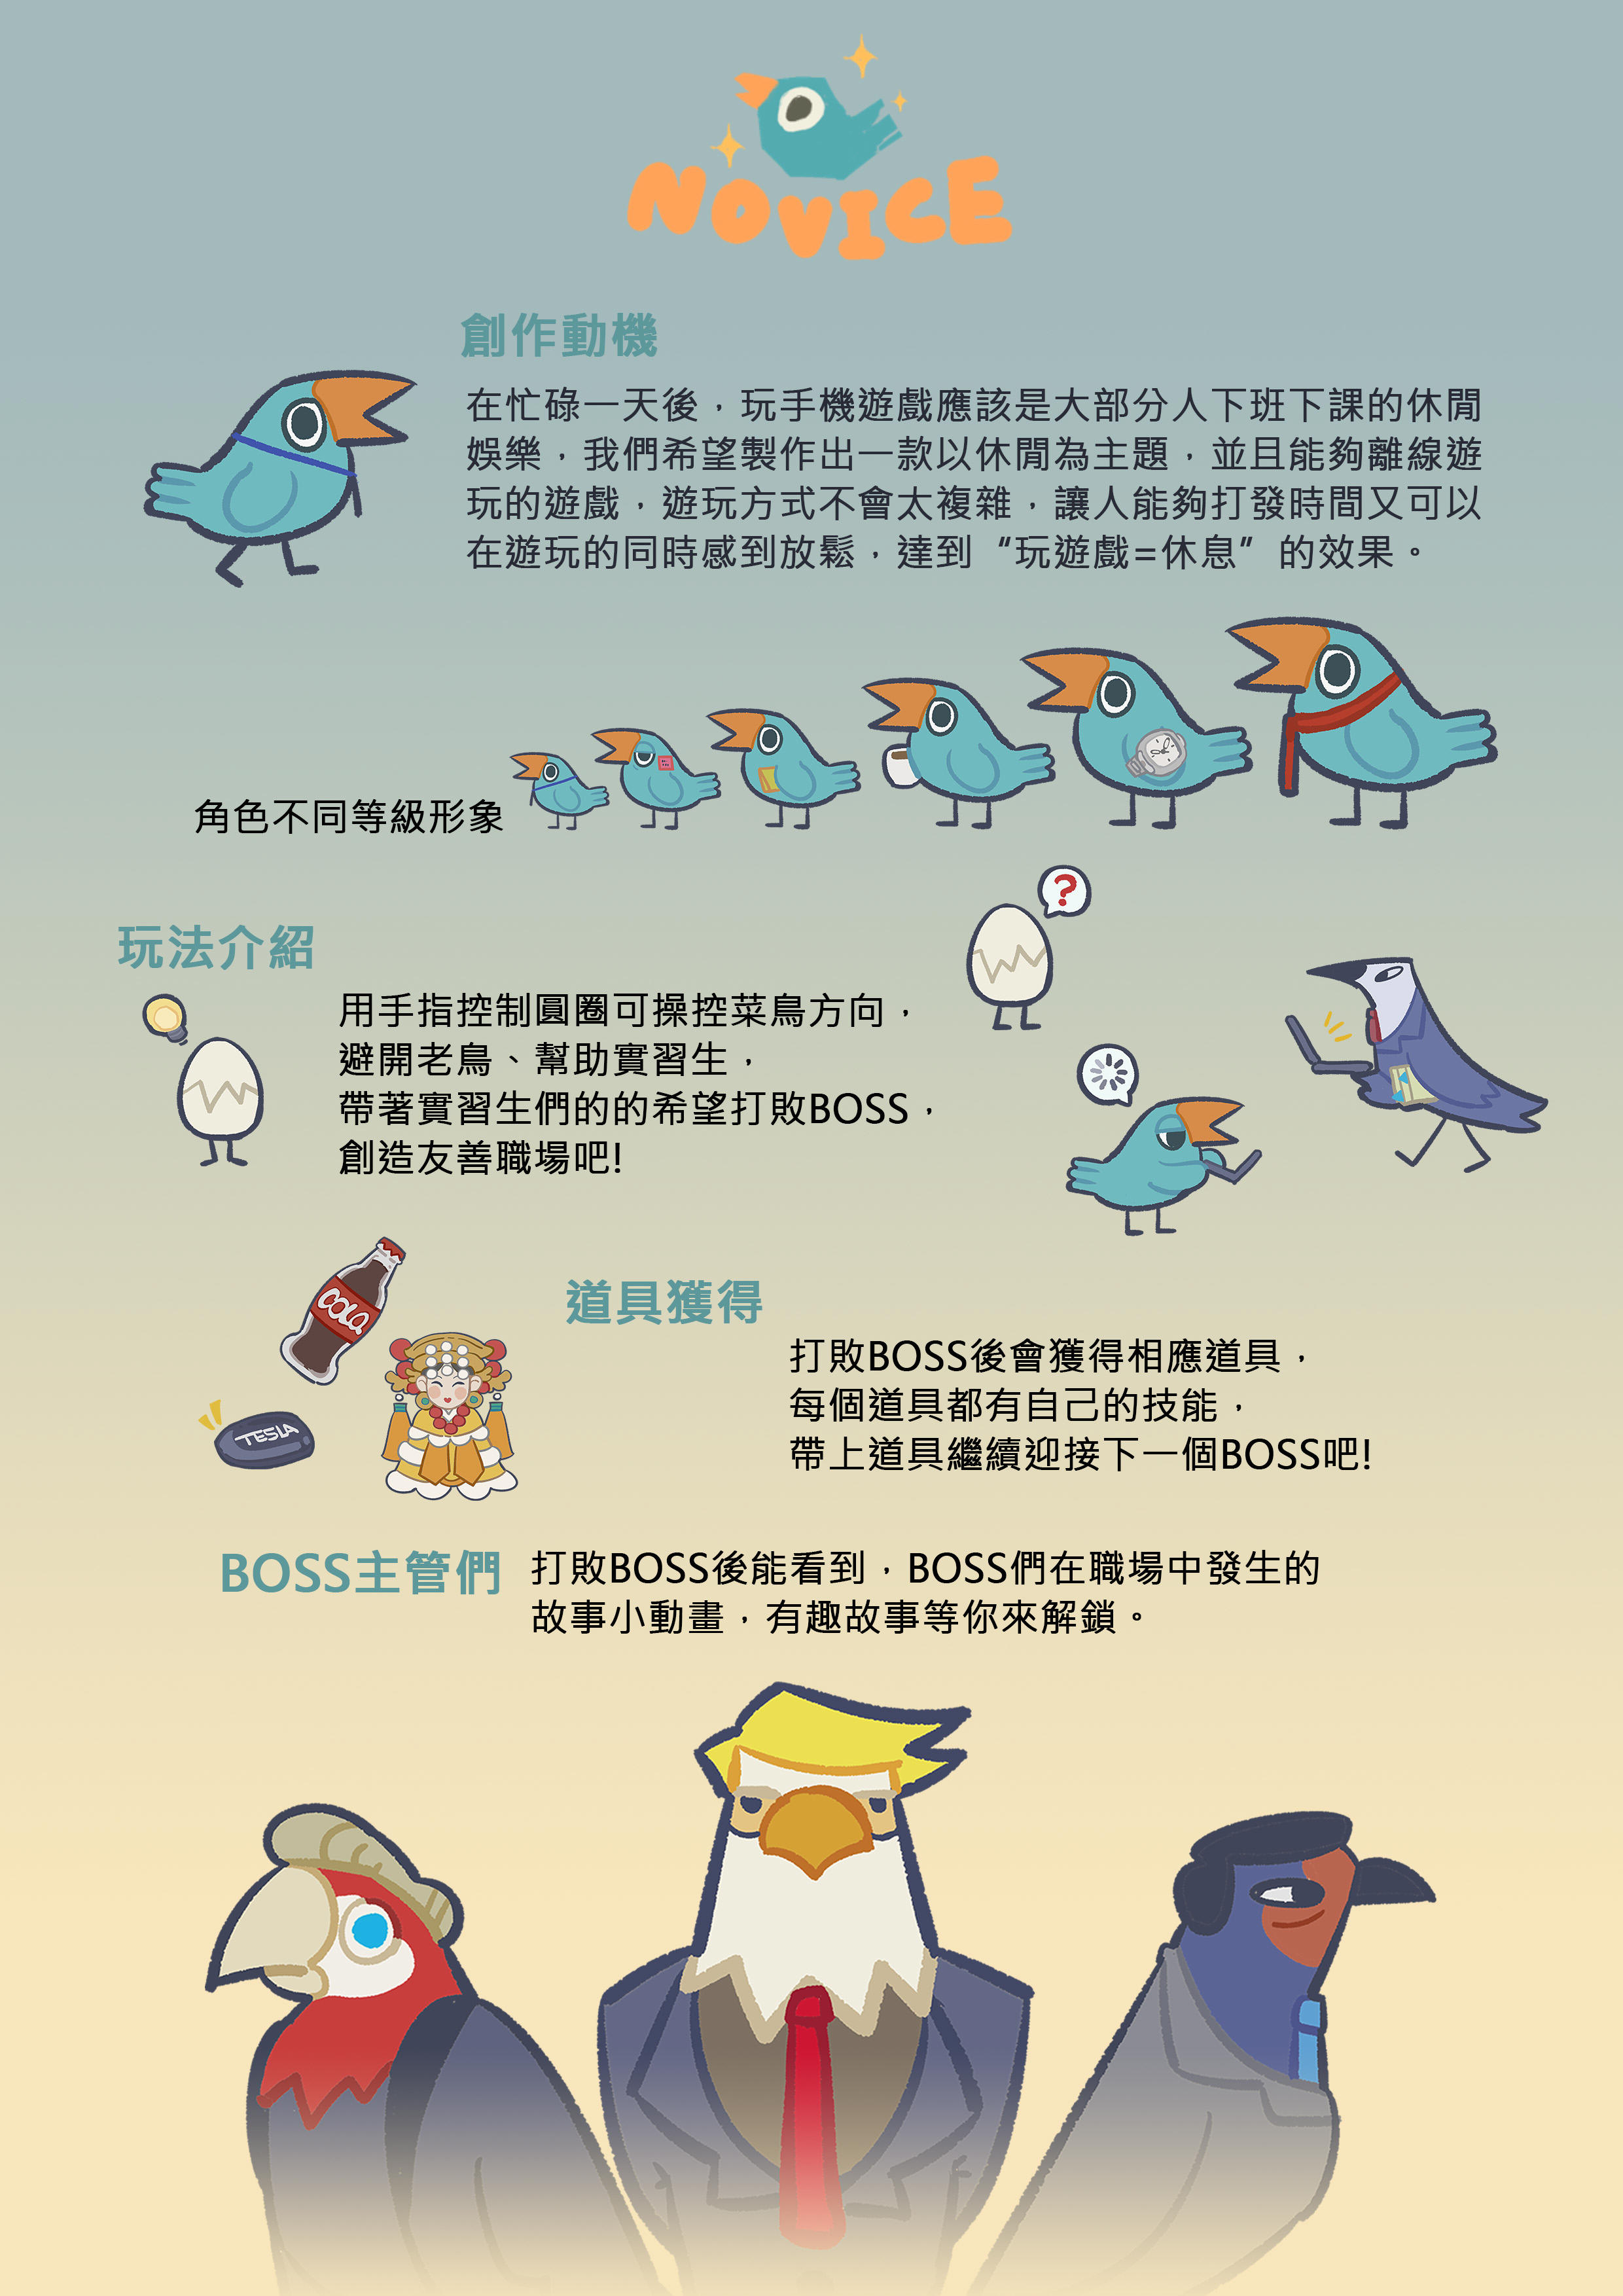 NOVICE
創作動機
在忙碌一天後，玩手機遊戲應該是大部分人下班下課的休閒
娛樂，我們希望製作出一款以休閒為主題，並且能夠離線遊
玩的遊戲，遊玩方式不會太複雜，讓人能夠打發時間又可以
在遊玩的同時感到放鬆，達到“玩遊戲=休息”的效果。
角色不同等級形象
?
玩法介紹
用手指控制圓圈可操控菜鳥方向，
避開老鳥、幫助實習生，
帶著實習生們的的希望打敗BOSS，
創造友善職場吧!
COLA
TESLA
道具獲得
打敗BOSS後會獲得相應道具，
每個道具都有自己的技能，
帶上道具繼續迎接下一個BOSS吧!
BOSS主管們
打敗BOSS後能看到，BOSS們在職場中發生的
故事小動畫，有趣故事等你來解鎖。